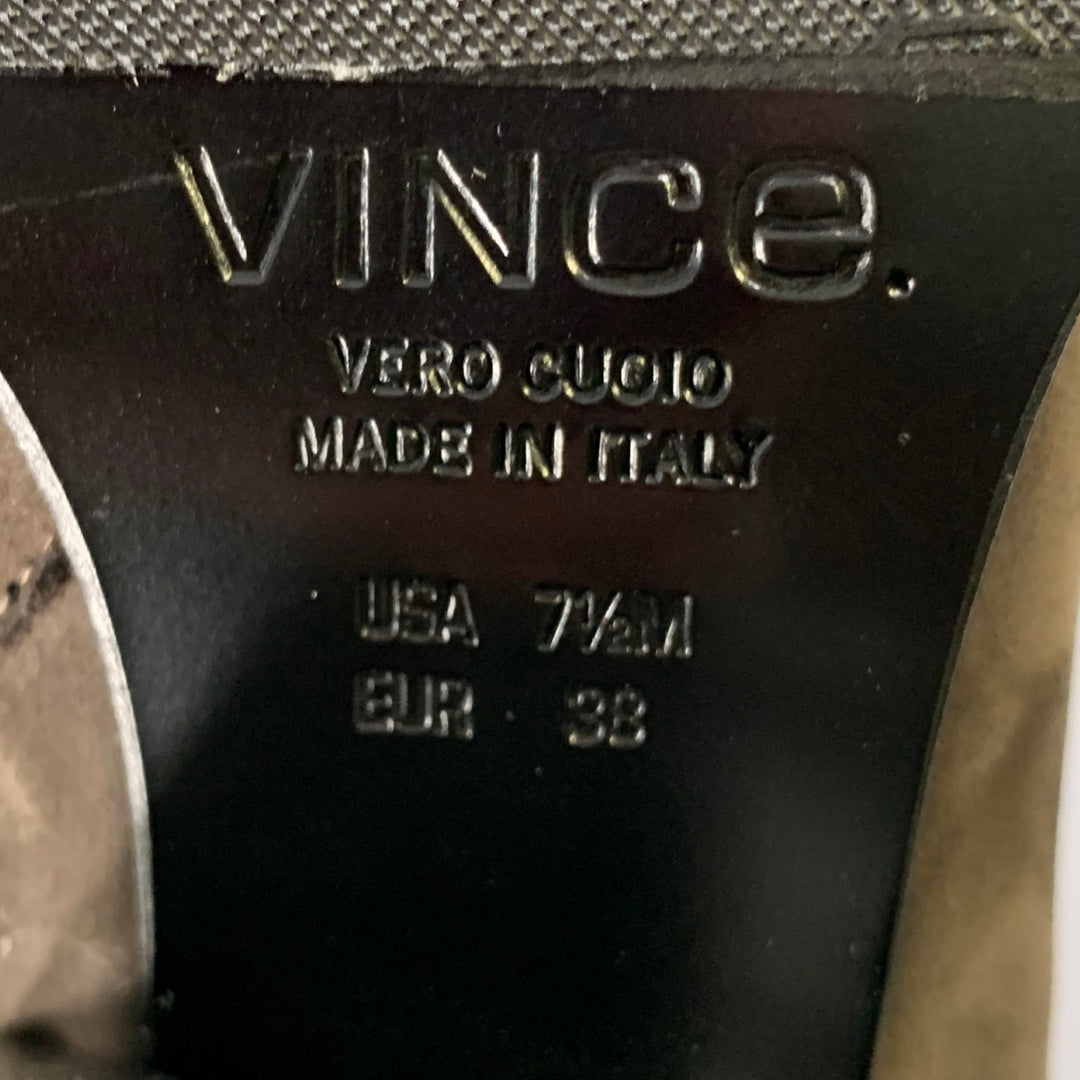 VINCE.
VERO CUOIO
MADE IN ITALY
USA 7½M
EUR 38